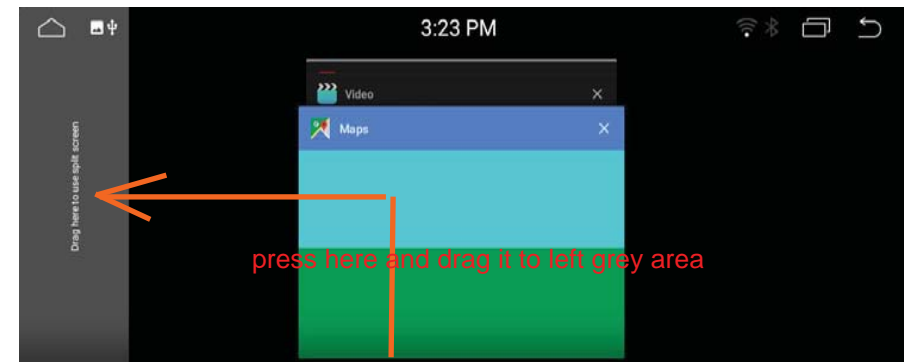 3:23 PM
Video
Maps
Drag here to use split screen
press here and drag it to left grey area